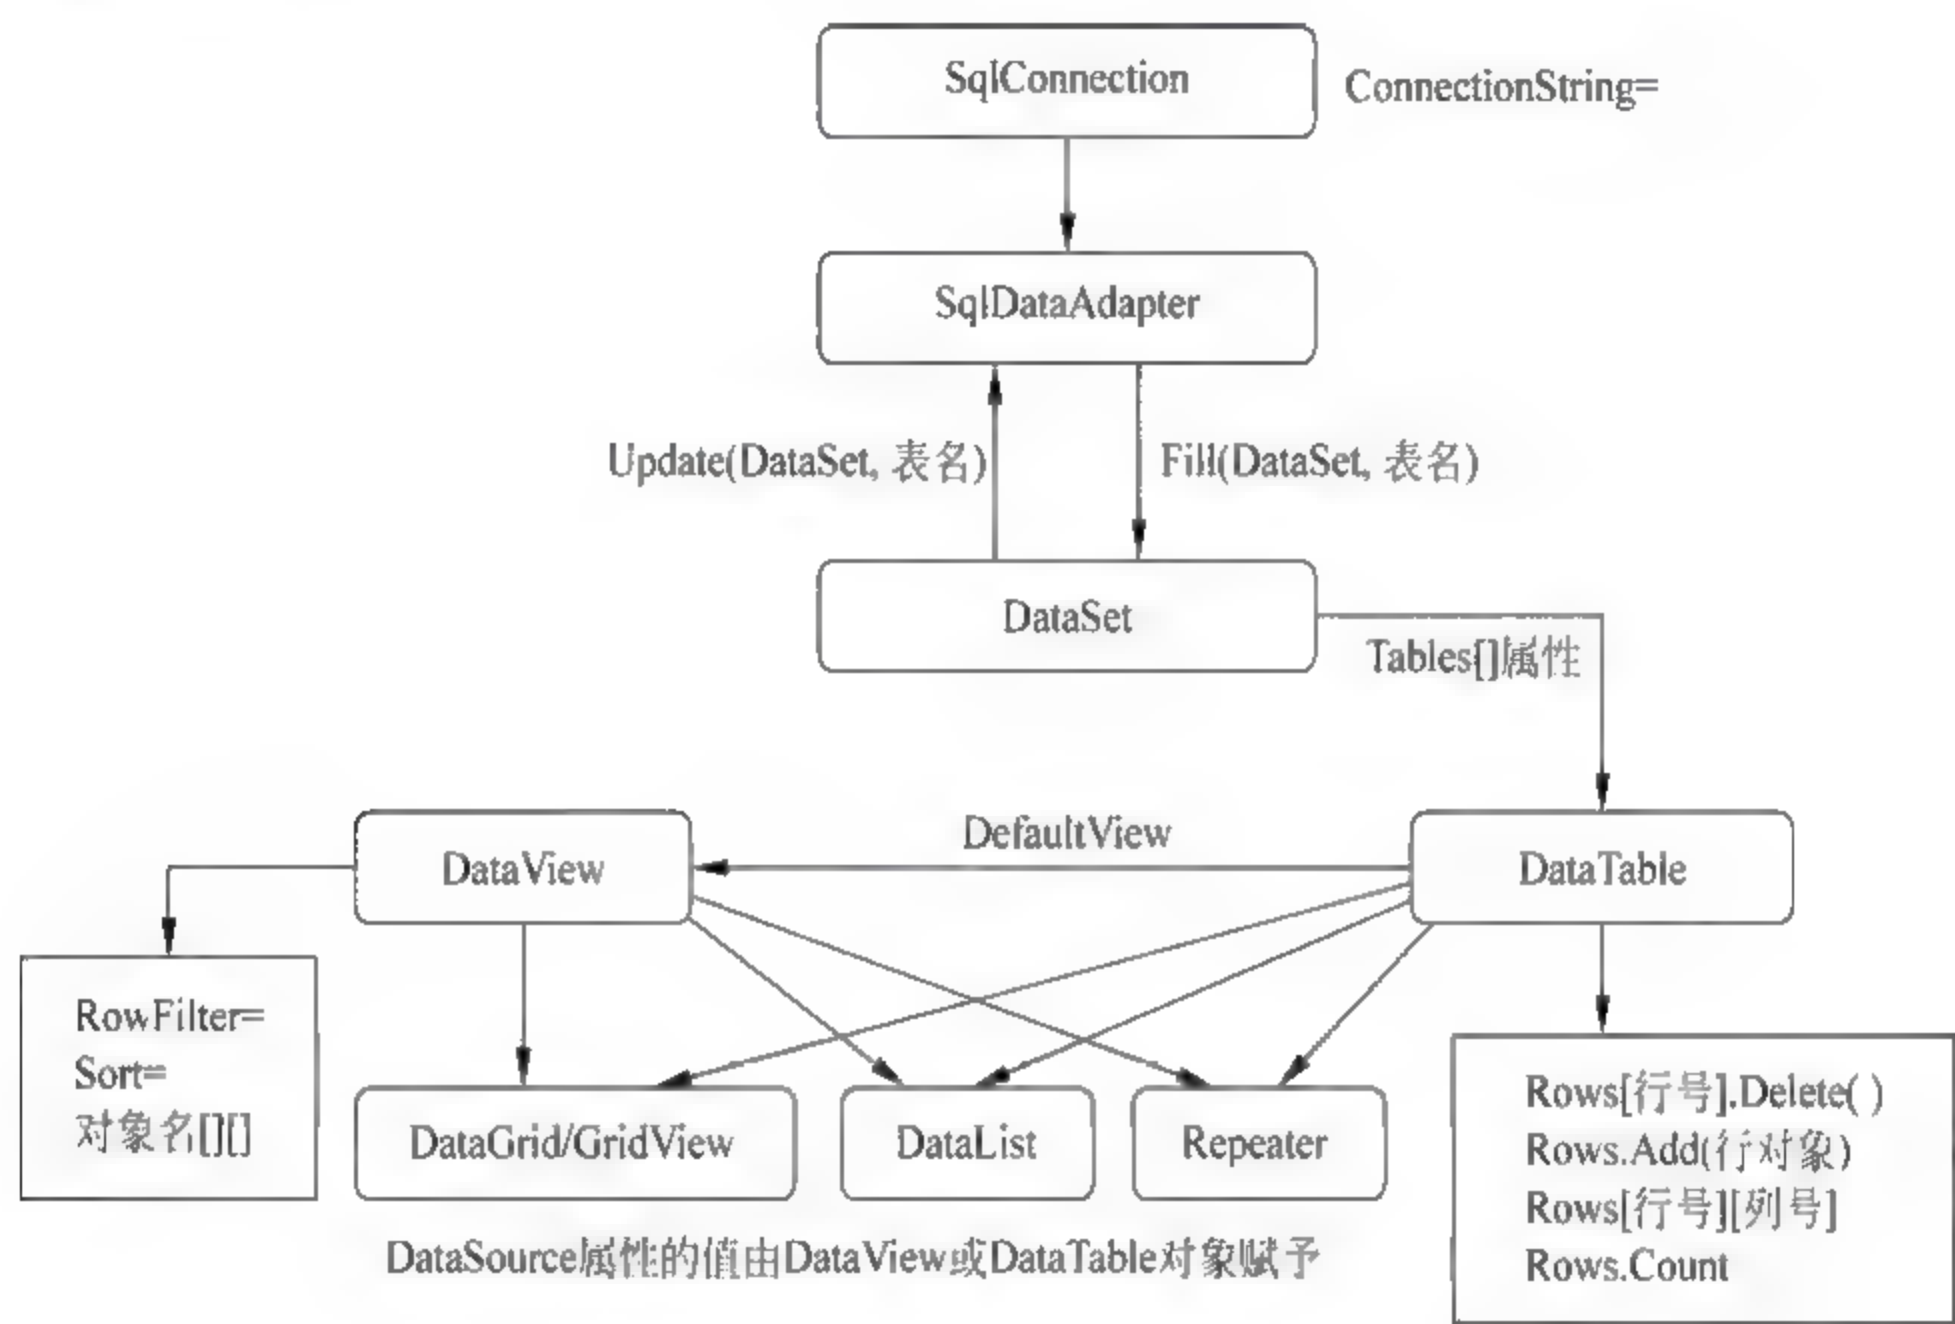 SqlConnection
ConnectionString=
SqlDataAdapter
Update(DataSet, 表名)
Fill(DataSet, 表名)
DataSet
Tables[]属性
DataView
DefaultView
DataTable
RowFilter=
Sort=
对象名[][]
DataGrid/GridView
DataList
Repeater
Rows[行号].Delete( )
Rows.Add(行对象)
Rows[行号][列号]
Rows.Count
DataSource属性的值由DataView或DataTable对象赋予